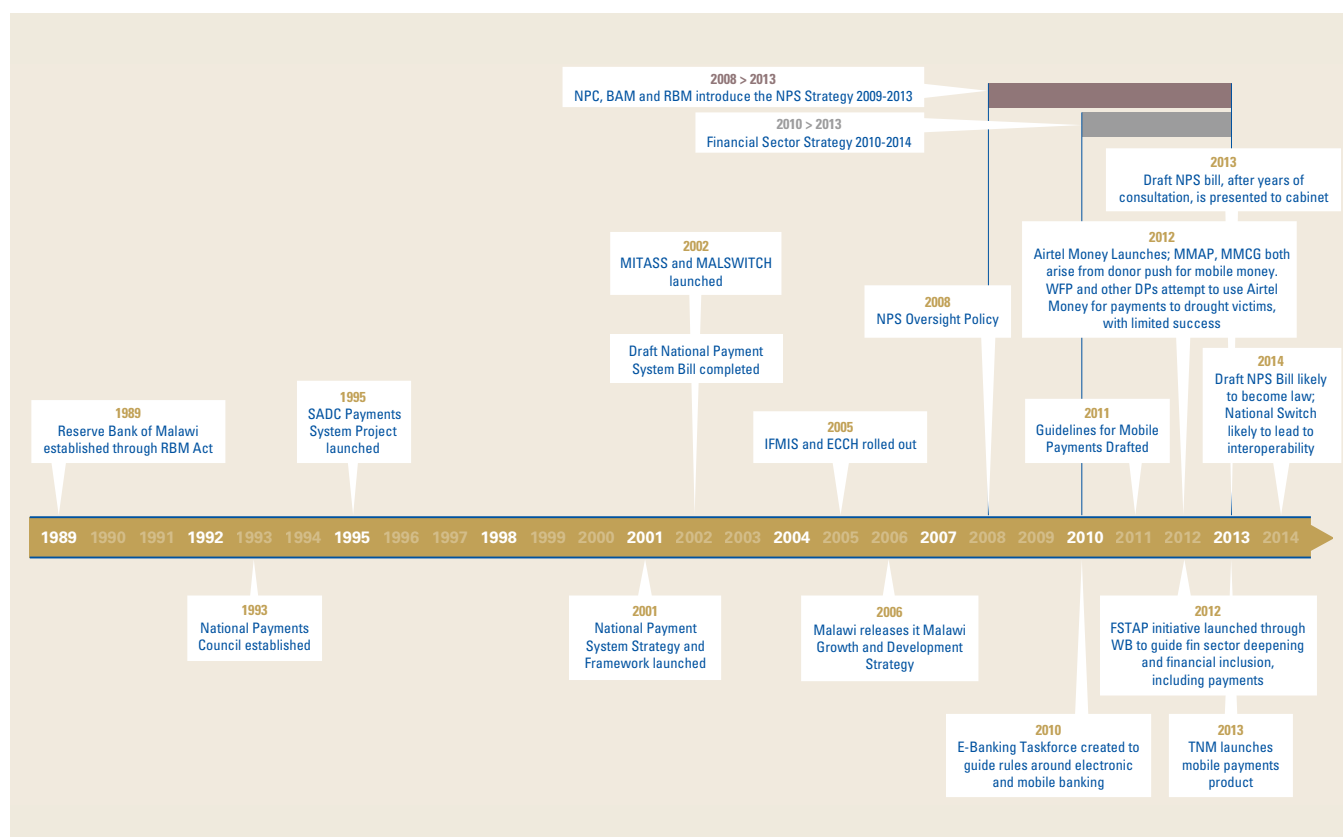 2008 > 2013
NPC, BAM and RBM introduce the NPS Strategy 2009-2013
2010 > 2013
Financial Sector Strategy 2010-2014
2013
Draft NPS bill, after years of
consultation, is presented to cabinet
2002
MITASS and MALSWITCH
launched
Draft National Payment
System Bill completed
2008
NPS Oversight Policy
2012
Airtel Money Launches; MMAP, MMCG both
arise from donor push for mobile money.
WFP and other DPs attempt to use Airtel
Money for payments to drought victims,
with limited success
1989
Reserve Bank of Malawi
established through RBM Act
1995
SADC Payments
System Project
launched
2005
IFMIS and ECCH rolled out
2011
Guidelines for Mobile
Payments Drafted
2014
Draft NPS Bill likely
to become law;
National Switch
likely to lead to
interoperability
1989 1990 1991 1992 1993 1994 1995 1996 1997 1998 1999 2000 2001 2002 2003 2004 2005 2006 2007 2008 2009 2010 2011 2012 2013 2014
1993
National Payments
Council established
2001
National Payment
System Strategy and
Framework launched
2006
Malawi releases it Malawi
Growth and Development
Strategy
2012
FSTAP initiative launched through
WB to guide fin sector deepening
and financial inclusion,
including payments
2010
E-Banking Taskforce created to
guide rules around electronic
and mobile banking
2013
TNM launches
mobile payments
product